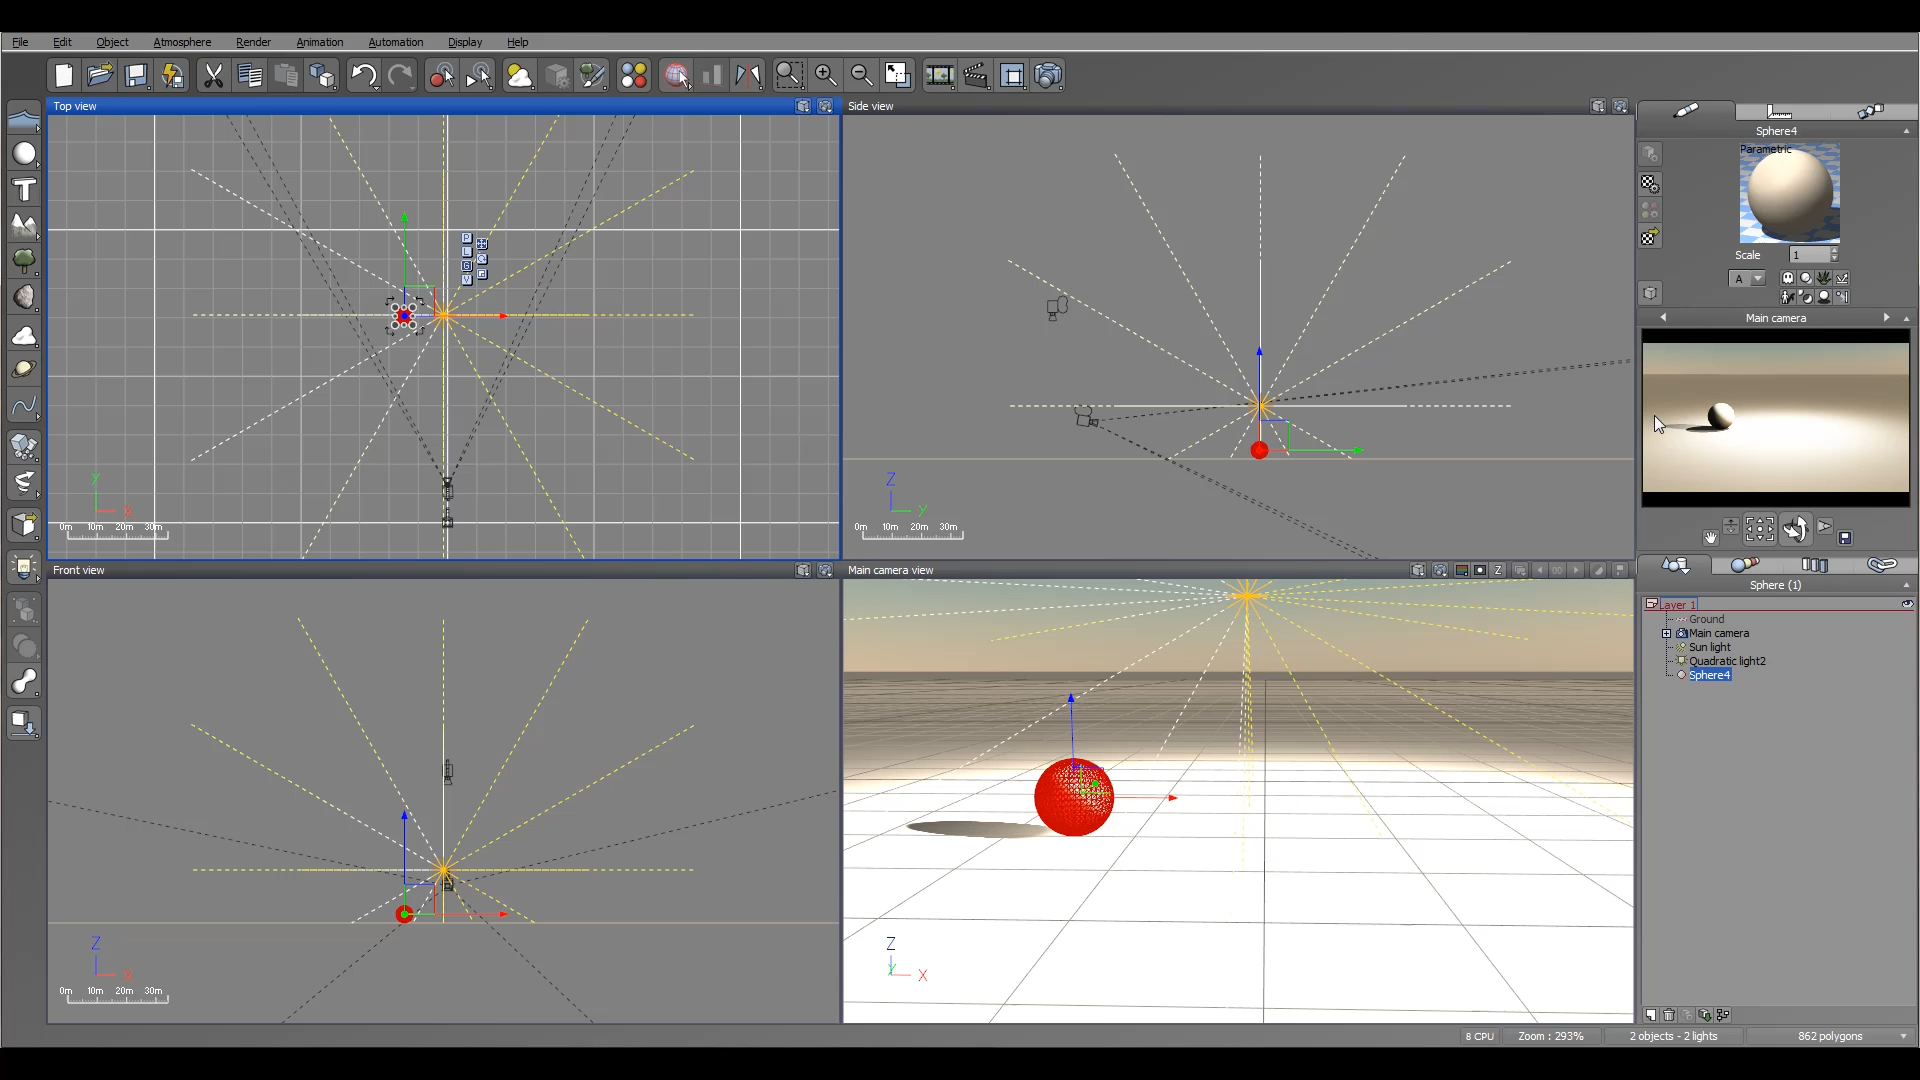 File Edit Object Atmosphere Render Animation Automation Display Help
Top view
Side view
Sphere4
Parametric
Scale 1
A
P
L
G
V
Main camera
y
x
0m 10m 20m 30m
Z
y
0m 10m 20m 30m
Front view
Main camera view
Z
Sphere (1)
Layer 1
Ground
Main camera
Sun light
Quadratic light2
Sphere4
Z
X
0m 10m 20m 30m
Z
Y
X
8 CPU Zoom : 293% 2 objects - 2 lights 862 polygons